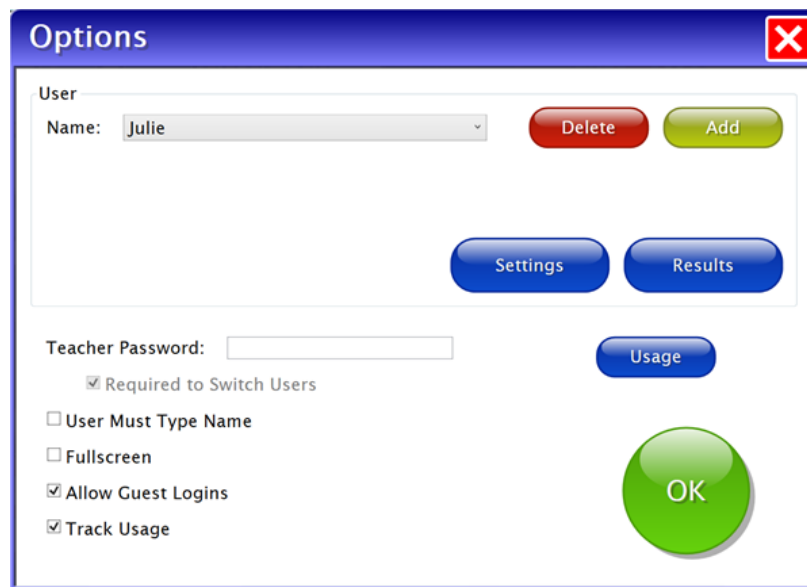 Options
User
Name: Julie Delete Add
Settings Results
Teacher Password: Usage
Required to Switch Users
User Must Type Name
Fullscreen
Allow Guest Logins
OK
Track Usage